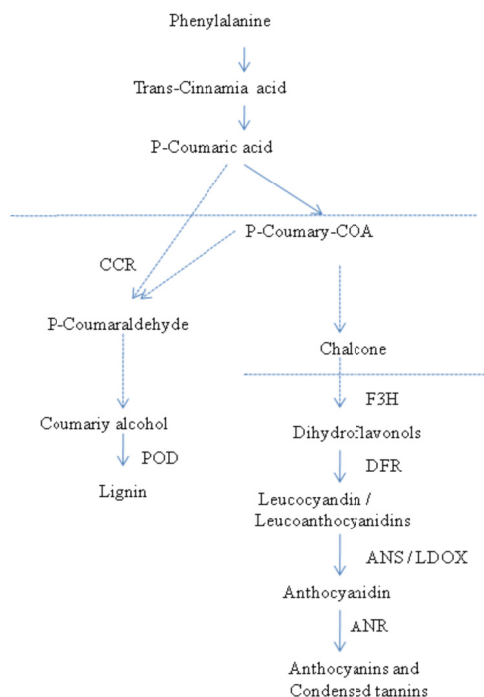 Phenylalanine
Trans-Cinnamia acid
P-Coumaric acid
P-Coumary-COA
CCR
P-Coumaraldehyde
Chalcone
F3H
Coumariy alcohol
Dihydroflavonols
POD
DFR
Lignin
Leucocyandin /
Leucoanthocyanidins
ANS / LDOX
Anthocyanidin
ANR
Anthocyanins and
Condensed tannins